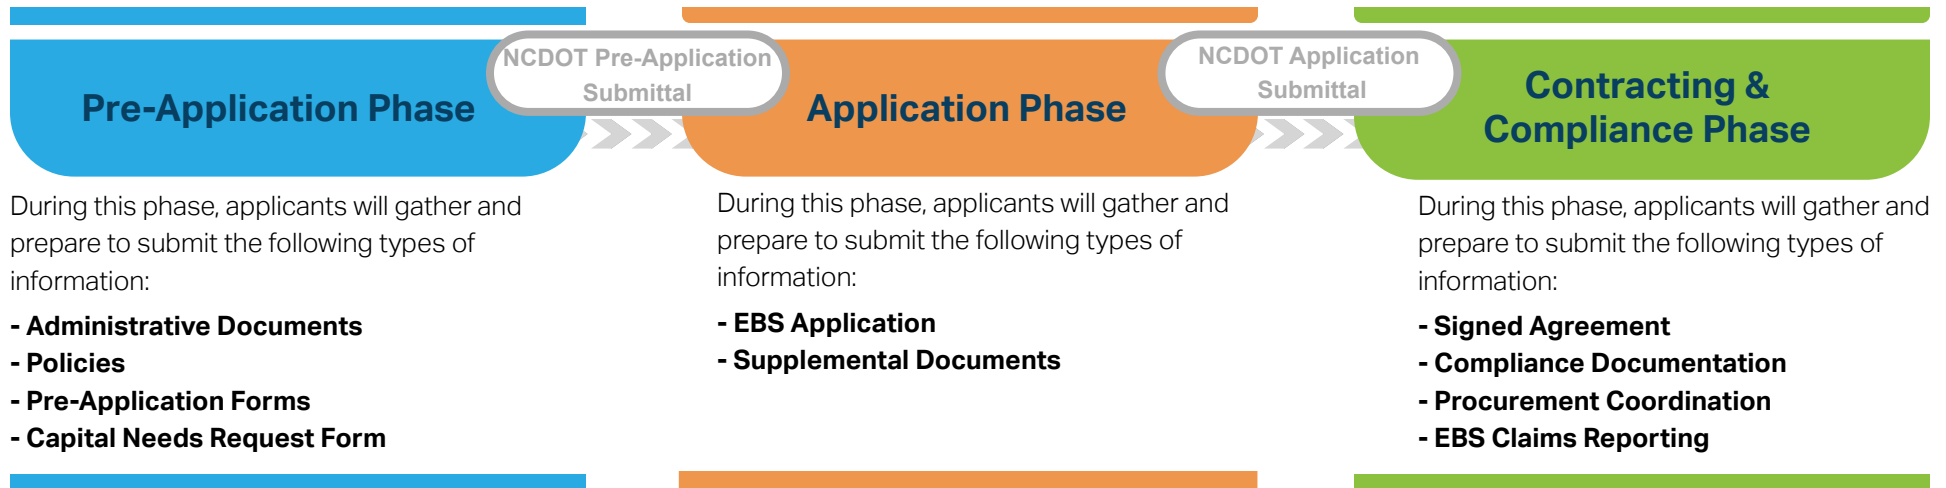 Pre-Application Phase
NCDOT Pre-Application
Submittal
Application Phase
NCDOT Application
Submittal
Contracting &
Compliance Phase
During this phase, applicants will gather and
prepare to submit the following types of
information:
- Administrative Documents
- Policies
- Pre-Application Forms
- Capital Needs Request Form
During this phase, applicants will gather and
prepare to submit the following types of
information:
- EBS Application
- Supplemental Documents
During this phase, applicants will gather and
prepare to submit the following types of
information:
- Signed Agreement
- Compliance Documentation
- Procurement Coordination
- EBS Claims Reporting